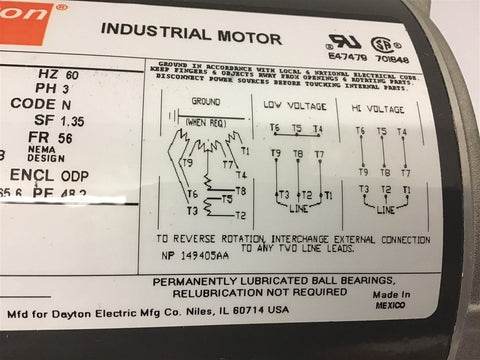 ton®
INDUSTRIAL MOTOR
E47479 701648
GROUND IN ACCORDANCE WITH LOCAL & NATIONAL ELECTRICAL CODE
KEEP FINGERS & OBJECTS AWAY FROM OPENINGS & ROTATING PARTS.
DISCONNECT POWER SOURCES BEFORE TOUCHING INTERNAL PARTS.
HZ 60
PH 3
CODE N
SF 1.35
FR 56
NEMA
DESIGN
ENCL ODP
65.6 PF 48.2
GROUND
(WHEN REQ)
T1
T9 T7
T4
T6 T8
T5
T3 T2
LOW VOLTAGE
T6 T5 T4
T9 T8 T7
T3 T2 T1
LINE
HI VOLTAGE
T6 T5 T4
T9 T8 T7
T3 T2 T1
LINE
TO REVERSE ROTATION, INTERCHANGE EXTERNAL CONNECTION
TO ANY TWO LINE LEADS.
NP 149405AA
PERMANENTLY LUBRICATED BALL BEARINGS,
RELUBRICATION NOT REQUIRED
Made In
MEXICO
Mfd for Dayton Electric Mfg Co. Niles, IL 60714 USA